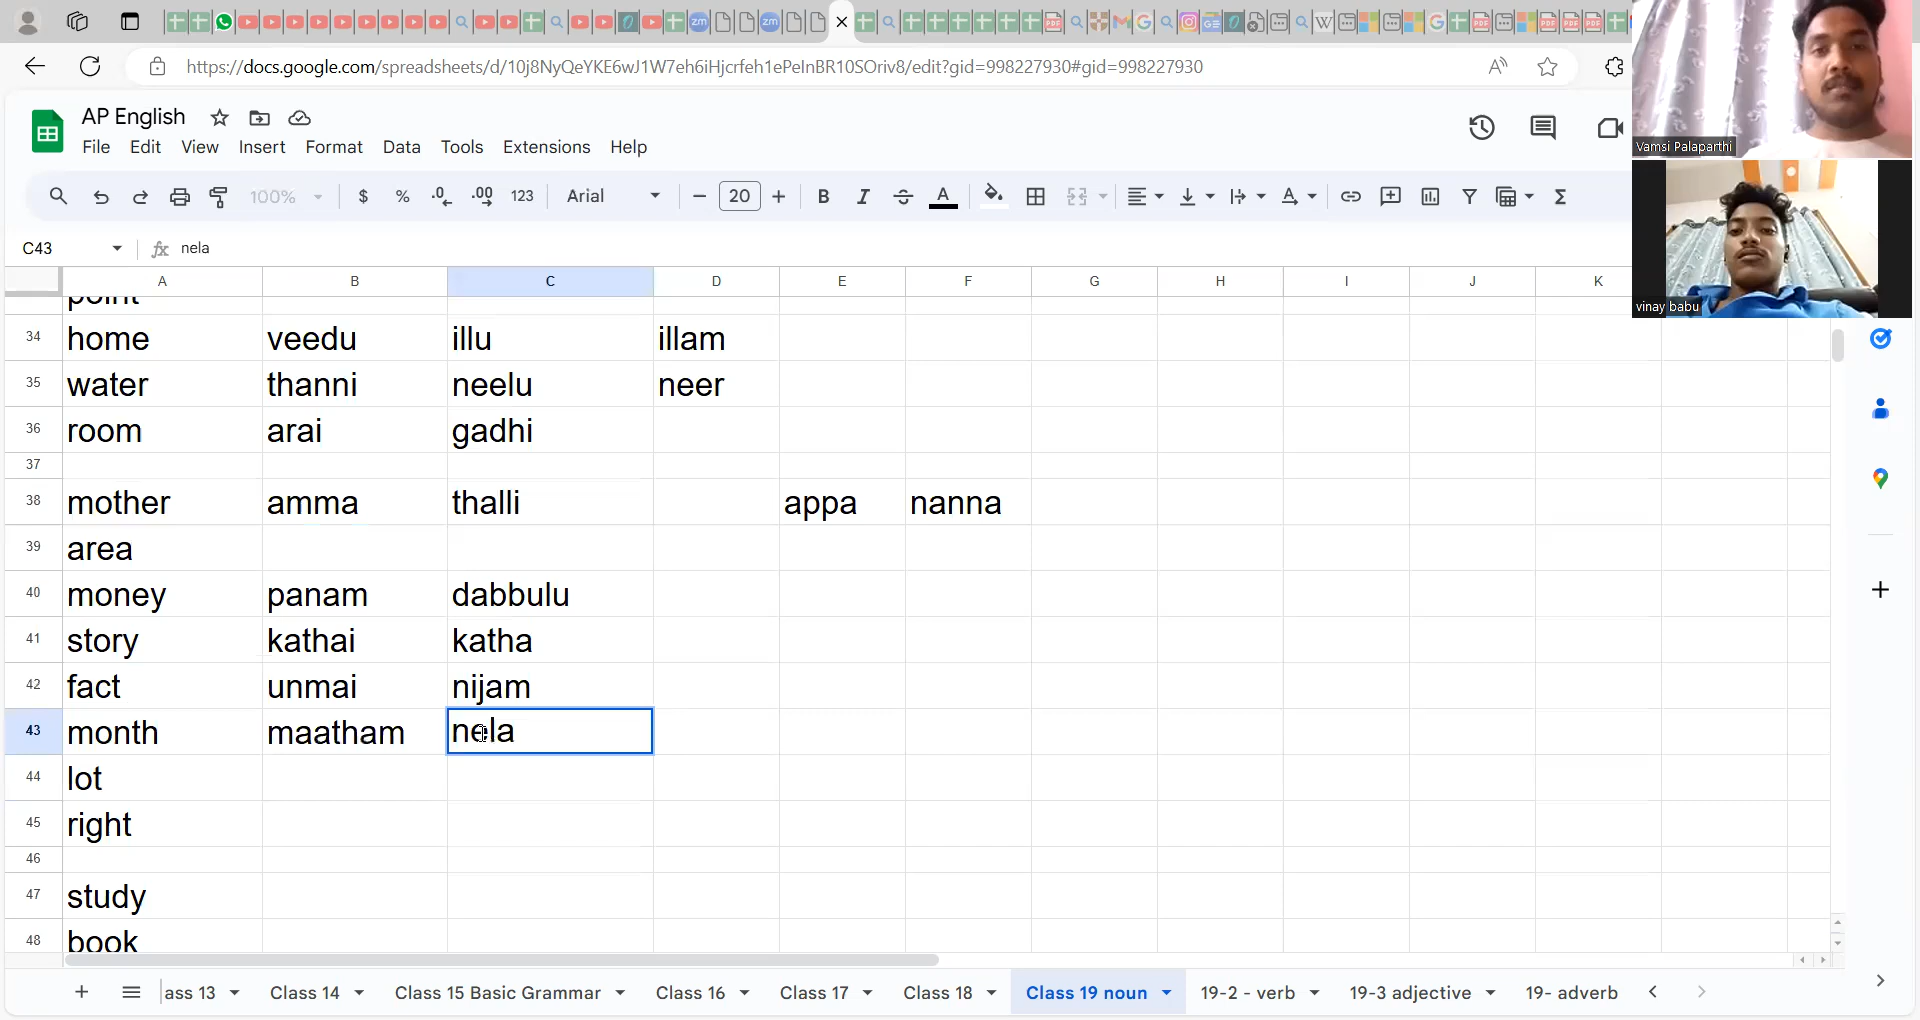 https://docs.google.com/spreadsheets/d/10j8NyQeYKE6wJ1W7eh6iHjcrfeh1ePeInBR10SOriv8/edit?gid=998227930#gid=998227930
AP English
File Edit View Insert Format Data Tools Extensions Help
100% $ % .0 .00 123 Arial 20
C43 nela
A B C D E F G H I J K
point
34 home veedu illu illam
35 water thanni neelu neer
36 room arai gadhi
37
38 mother amma thalli appa nanna
39 area
40 money panam dabbulu
41 story kathai katha
42 fact unmai nijam
43 month maatham nela
44 lot
45 right
46
47 study
48 book
ass 13 Class 14 Class 15 Basic Grammar Class 16 Class 17 Class 18 Class 19 noun 19-2 - verb 19-3 adjective 19- adverb
Vamsi Palaparthi
vinay babu